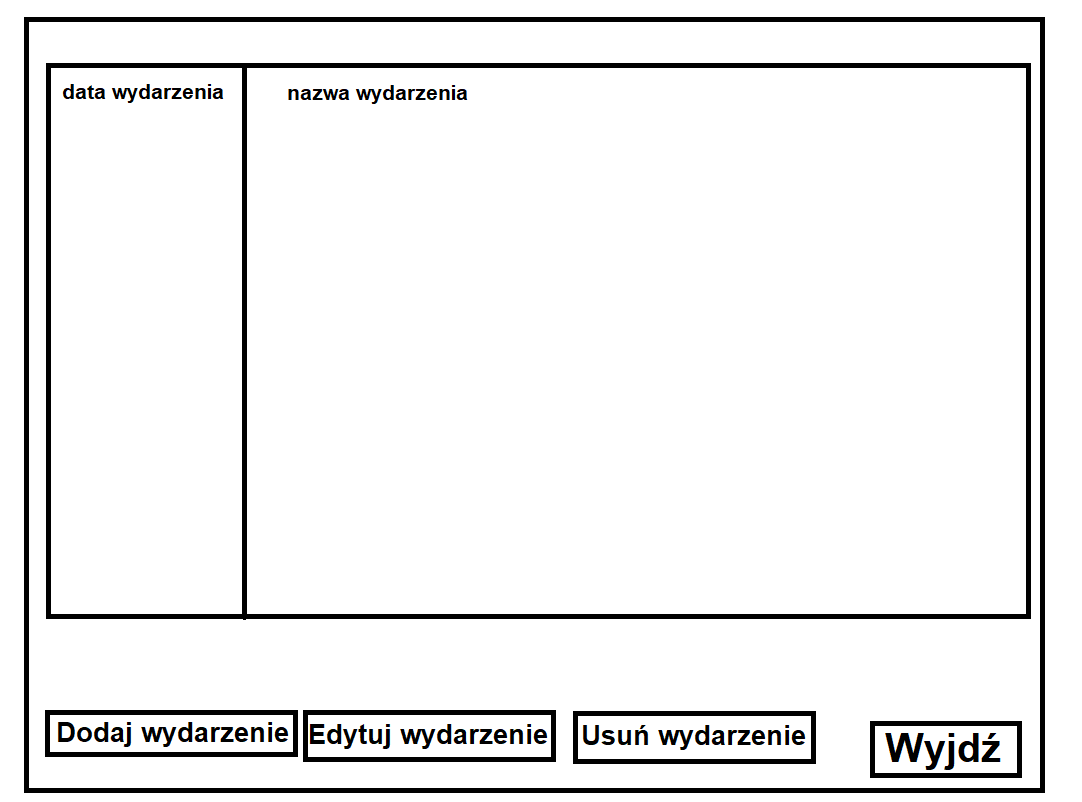 data wydarzenia
nazwa wydarzenia
Dodaj wydarzenie
Edytuj wydarzenie
Usuń wydarzenie
Wyjdź